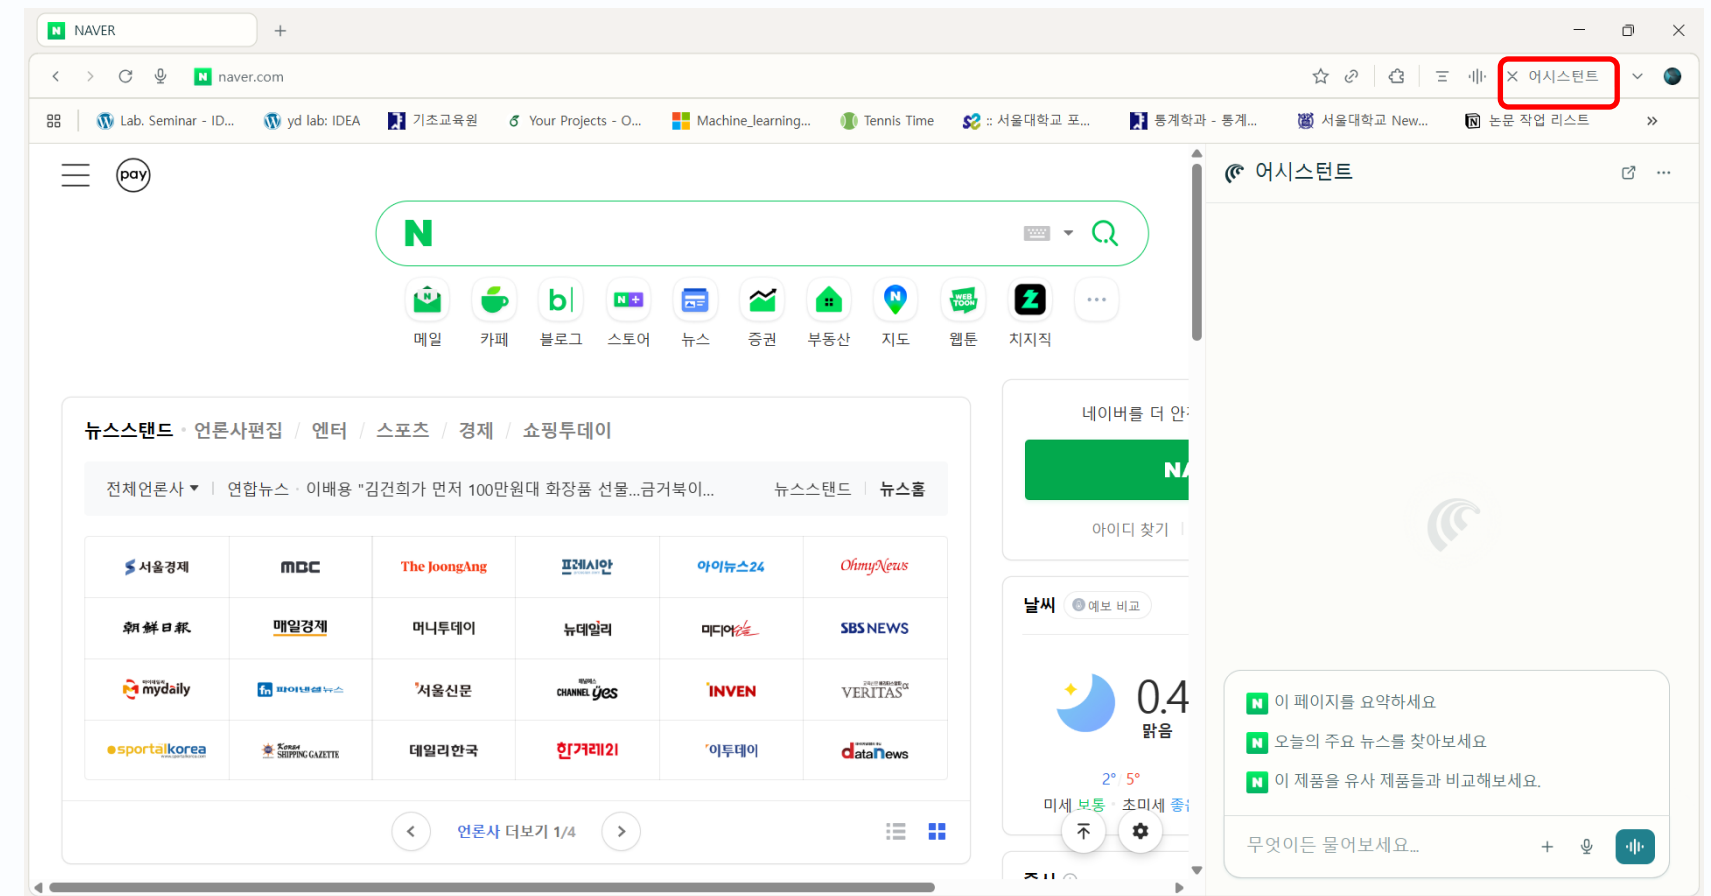 NAVER
naver.com
어시스턴트
Lab. Seminar - ID...
yd lab: IDEA
기초교육원
Your Projects - O...
Machine_learning...
Tennis Time
:: 서울대학교 포...
통계학과 - 통계...
서울대학교 New...
논문 작업 리스트
pay
어시스턴트
N
메일
카페
블로그
스토어
뉴스
증권
부동산
지도
웹툰
치지직
뉴스스탠드 · 언론사편집 / 엔터 / 스포츠 / 경제 / 쇼핑투데이
네이버를 더 안
전체언론사
연합뉴스 · 이배용 "김건희가 먼저 100만원대 화장품 선물...금거북이...
뉴스스탠드
뉴스홈
NA
아이디 찾기
서울경제
MBC
The JoongAng
프레시안
아이뉴스24
OhmyNews
朝鮮日報
매일경제
머니투데이
뉴데일리
미디어오늘
SBS NEWS
mydaily
fn 파이낸셜뉴스
서울신문
CHANNEL yes
INVEN
VERITAS α
sportalkorea
KOREA SHIPPING GAZETTE
데일리한국
한겨레21
이투데이
dataNews
언론사 더보기 1/4
날씨
예보 비교
0.4
맑음
2° 5°
미세 보통 · 초미세 좋
이 페이지를 요약하세요
오늘의 주요 뉴스를 찾아보세요
이 제품을 유사 제품들과 비교해보세요.
무엇이든 물어보세요...